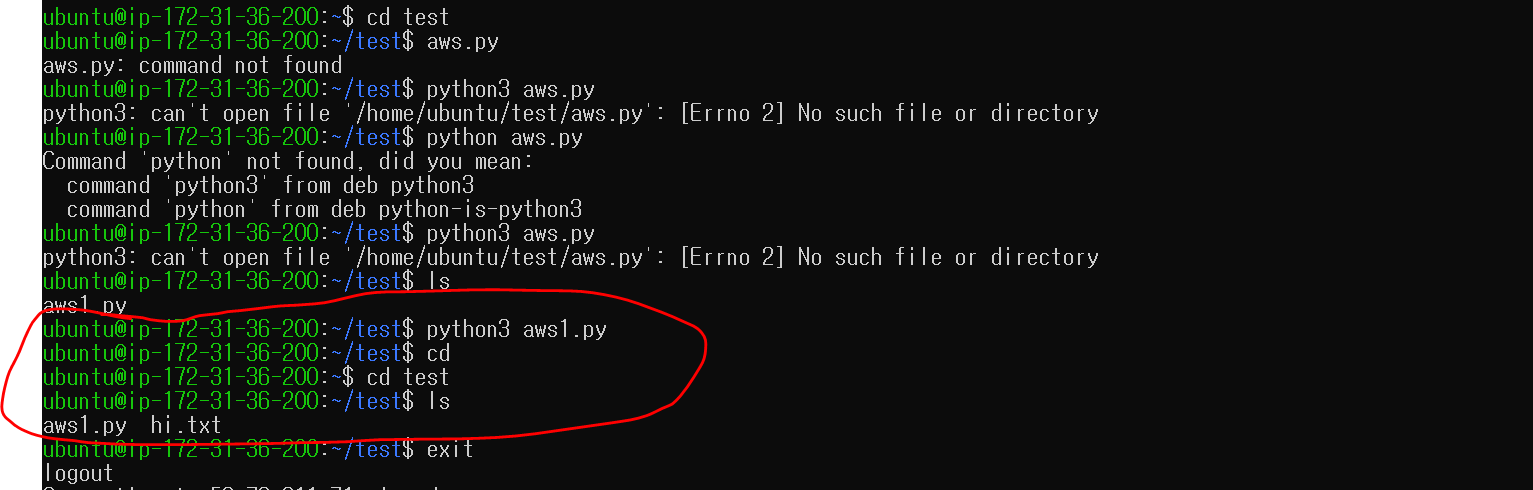 ubuntu@ip-172-31-36-200:~$ cd test
ubuntu@ip-172-31-36-200:~/test$ aws.py
aws.py: command not found
ubuntu@ip-172-31-36-200:~/test$ python3 aws.py
python3: can't open file '/home/ubuntu/test/aws.py': [Errno 2] No such file or directory
ubuntu@ip-172-31-36-200:~/test$ python aws.py
Command 'python' not found, did you mean:
  command 'python3' from deb python3
  command 'python' from deb python-is-python3
ubuntu@ip-172-31-36-200:~/test$ python3 aws.py
python3: can't open file '/home/ubuntu/test/aws.py': [Errno 2] No such file or directory
ubuntu@ip-172-31-36-200:~/test$ ls
aws1.py
ubuntu@ip-172-31-36-200:~/test$ python3 aws1.py
ubuntu@ip-172-31-36-200:~/test$ cd
ubuntu@ip-172-31-36-200:~$ cd test
ubuntu@ip-172-31-36-200:~/test$ ls
aws1.py  hi.txt
ubuntu@ip-172-31-36-200:~/test$ exit
logout